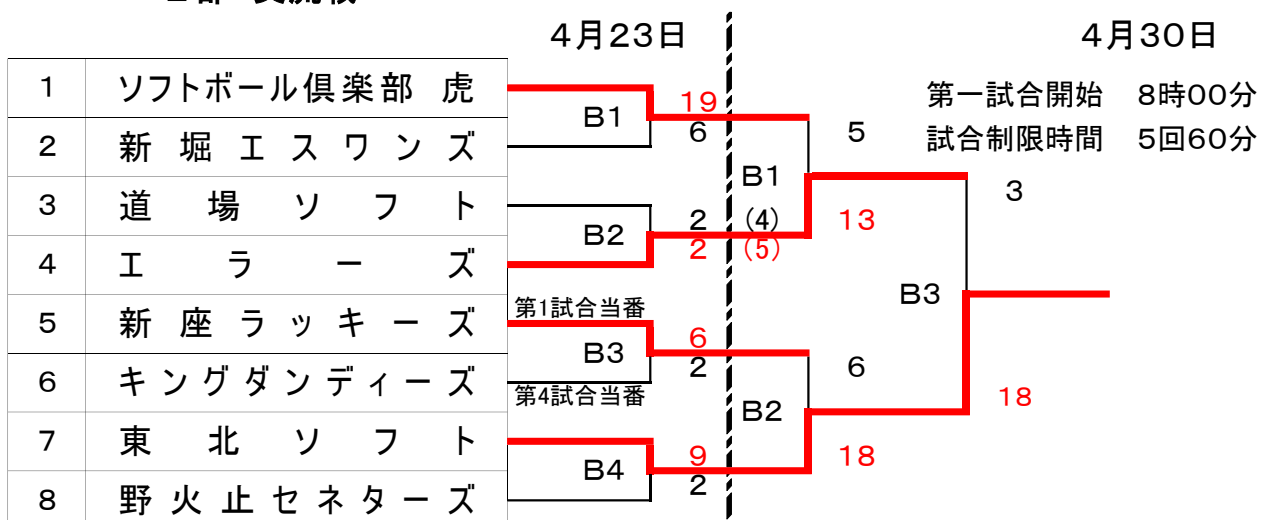 4月23日
4月30日
第一試合開始 8時00分
試合制限時間 5回60分
1 ソフトボール倶楽部 虎
2 新堀エスワンズ
3 道場ソフト
4 エラーズ
5 新座ラッキーズ
6 キングダンディーズ
7 東北ソフト
8 野火止セネターズ
B1
19
6
B2
2
2
(4)
(5)
第1試合当番
B3
6
2
第4試合当番
B4
9
2
B1
5
13
B2
6
18
B3
3
18